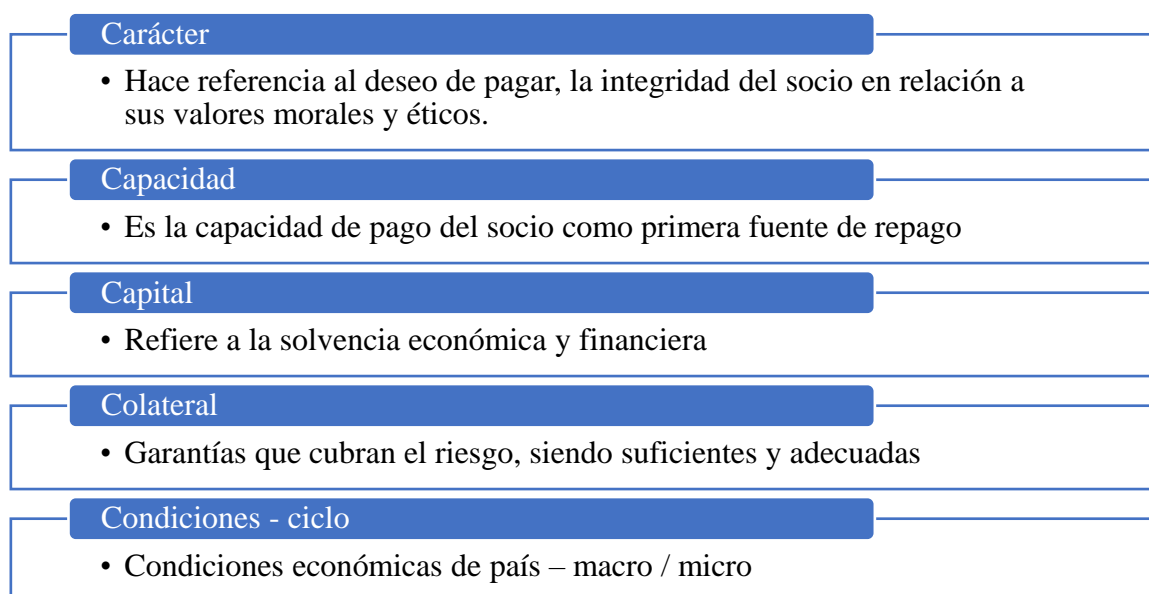 Carácter
• Hace referencia al deseo de pagar, la integridad del socio en relación a
sus valores morales y éticos.
Capacidad
• Es la capacidad de pago del socio como primera fuente de repago
Capital
• Refiere a la solvencia económica y financiera
Colateral
• Garantías que cubran el riesgo, siendo suficientes y adecuadas
Condiciones - ciclo
• Condiciones económicas de país – macro / micro